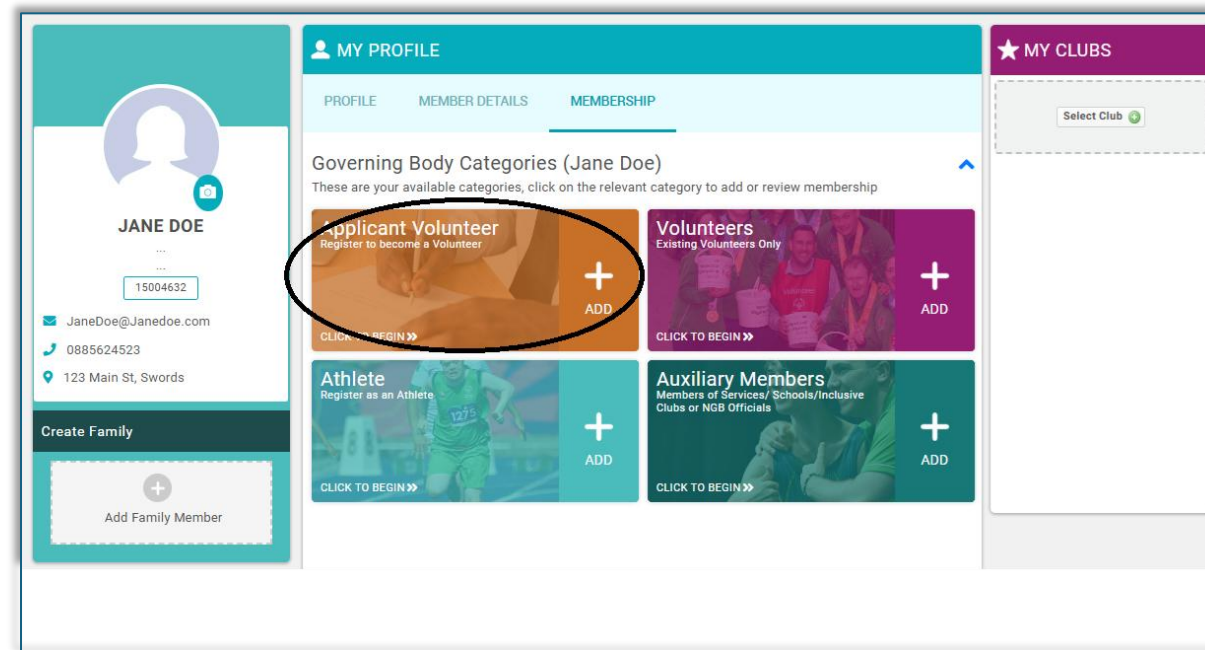 JANE DOE
...
...
15004632
JaneDoe@Janedoe.com
0885624523
123 Main St, Swords
Create Family
Add Family Member
MY PROFILE
PROFILE MEMBER DETAILS MEMBERSHIP
Governing Body Categories (Jane Doe)
These are your available categories, click on the relevant category to add or review membership
Applicant Volunteer
Register to become a Volunteer
ADD
CLICK TO BEGIN
Volunteers
Existing Volunteers Only
ADD
CLICK TO BEGIN
Athlete
Register as an Athlete
1275
ADD
CLICK TO BEGIN
Auxiliary Members
Members of Services/ Schools/Inclusive
Clubs or NGB Officials
ADD
CLICK TO BEGIN
MY CLUBS
Select Club